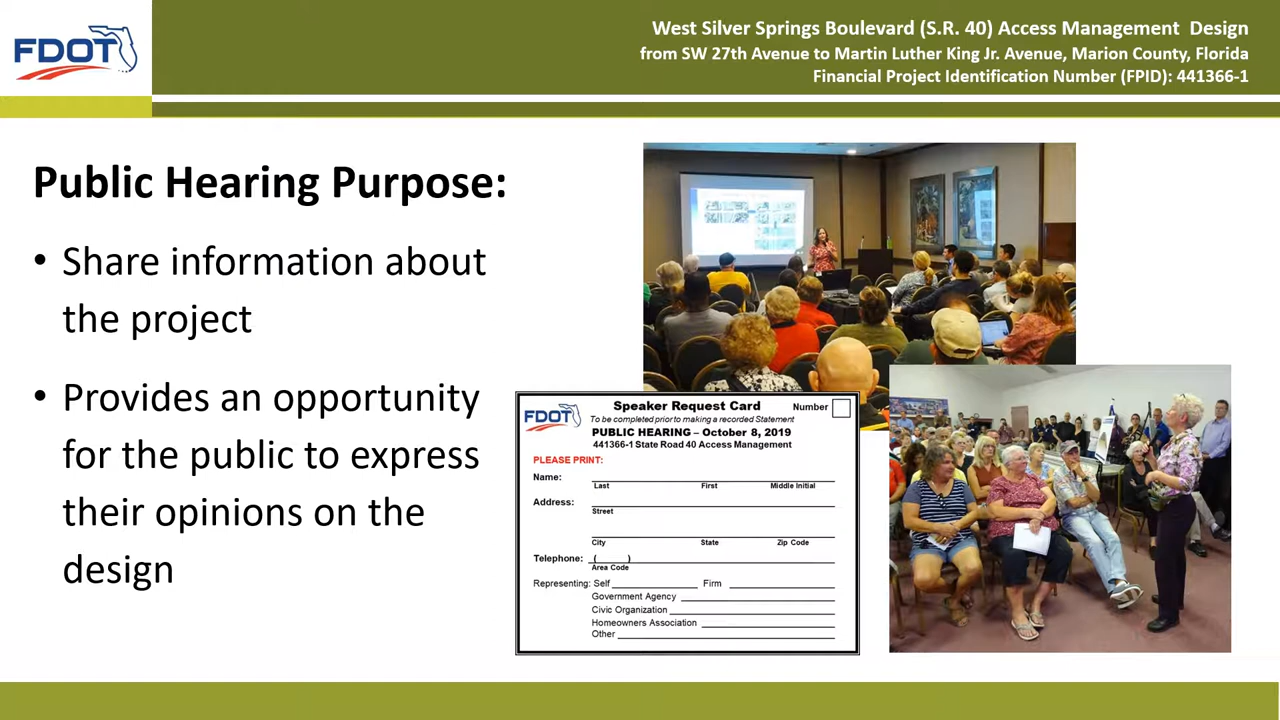 FDOT
West Silver Springs Boulevard (S.R. 40) Access Management Design
from SW 27th Avenue to Martin Luther King Jr. Avenue, Marion County, Florida
Financial Project Identification Number (FPID): 441366-1
Public Hearing Purpose:
• Share information about
the project
• Provides an opportunity
for the public to express
their opinions on the
design
FDOT
Speaker Request Card
Number
To be completed prior to making a recorded Statement
PUBLIC HEARING – October 8, 2019
441366-1 State Road 40 Access Management
PLEASE PRINT:
Name:
Last First Middle Initial
Address:
Street
City State Zip Code
Telephone: ( )
Area Code
Representing: Self Firm
Government Agency
Civic Organization
Homeowners Association
Other